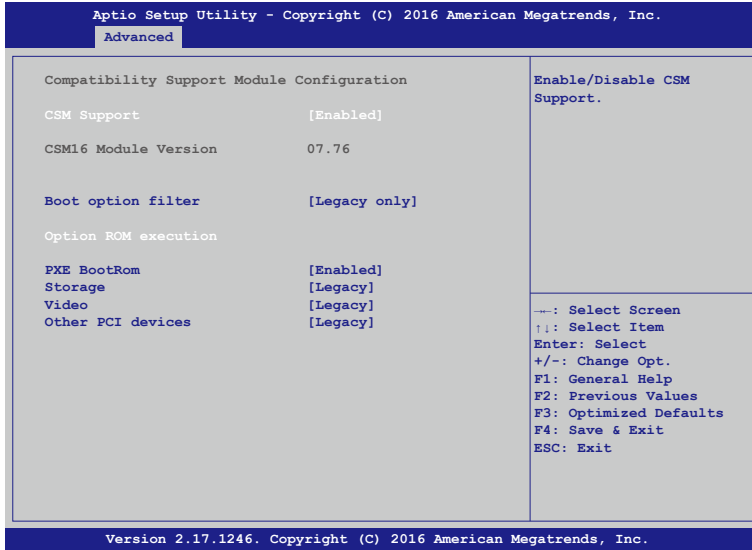 Aptio Setup Utility - Copyright (C) 2016 American Megatrends, Inc.
Advanced
Compatibility Support Module Configuration
CSM Support [Enabled]
CSM16 Module Version 07.76
Boot option filter [Legacy only]
Option ROM execution
PXE BootRom [Enabled]
Storage [Legacy]
Video [Legacy]
Other PCI devices [Legacy]
Enable/Disable CSM
Support.
→←: Select Screen
↑↓: Select Item
Enter: Select
+/-: Change Opt.
F1: General Help
F2: Previous Values
F3: Optimized Defaults
F4: Save & Exit
ESC: Exit
Version 2.17.1246. Copyright (C) 2016 American Megatrends, Inc.